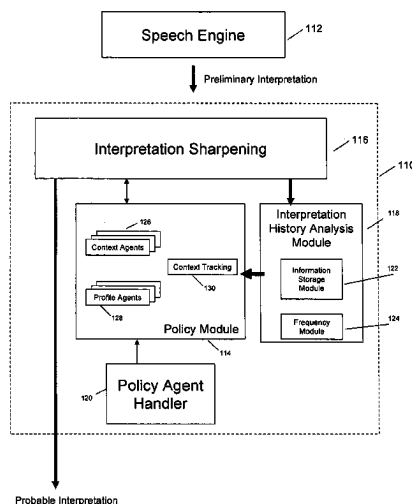 Speech Engine
112
Preliminary Interpretation
116
Interpretation Sharpening
110
126
Context Agents
Context Tracking
130
Profile Agents
128
Policy Module
114
Interpretation
History Analysis
Module
118
Information
Storage
Module
122
Frequency
Module
124
120
Policy Agent
Handler
Probable Interpretation